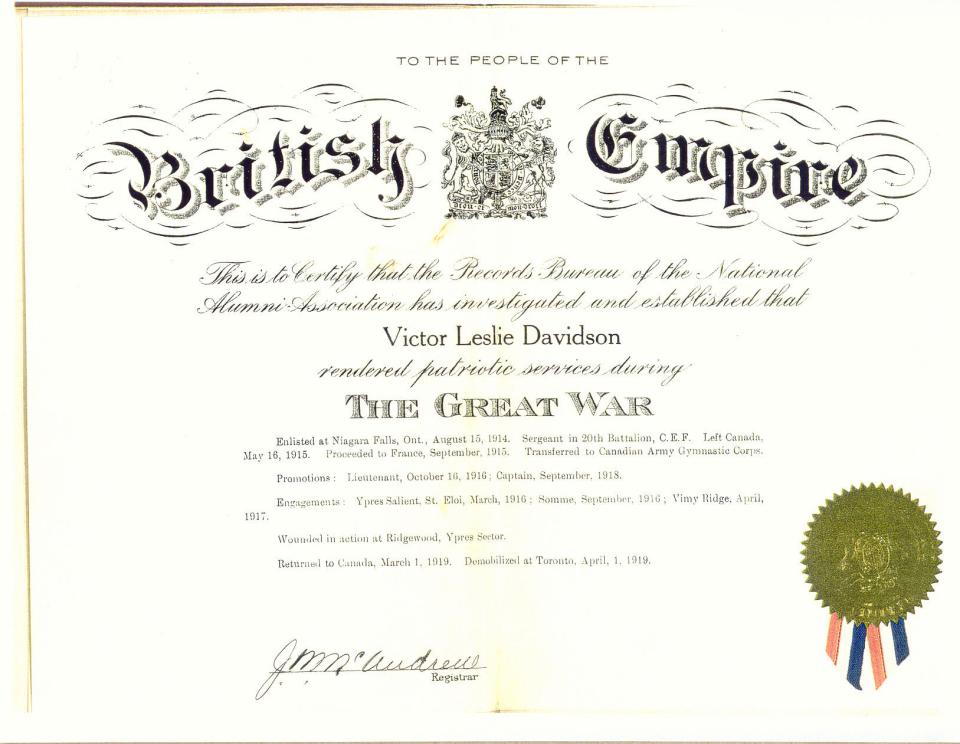 TO THE PEOPLE OF THE
British Empire
Dieu et mon droit
This is to Certify that the Records Bureau of the National
Alumni Association has investigated and established that
Victor Leslie Davidson
rendered patriotic services during
THE GREAT WAR
Enlisted at Niagara Falls, Ont., August 15, 1914. Sergeant in 20th Battalion, C.E.F. Left Canada,
May 16, 1915. Proceeded to France, September, 1915. Transferred to Canadian Army Gymnastic Corps.
Promotions : Lieutenant, October 16, 1916 ; Captain, September, 1918.
Engagements : Ypres Salient, St. Eloi, March, 1916 ; Somme, September, 1916 ; Vimy Ridge, April,
1917.
Wounded in action at Ridgewood, Ypres Sector.
Returned to Canada, March 1, 1919. Demobilized at Toronto, April, 1, 1919.
J M McAndrew
Registrar